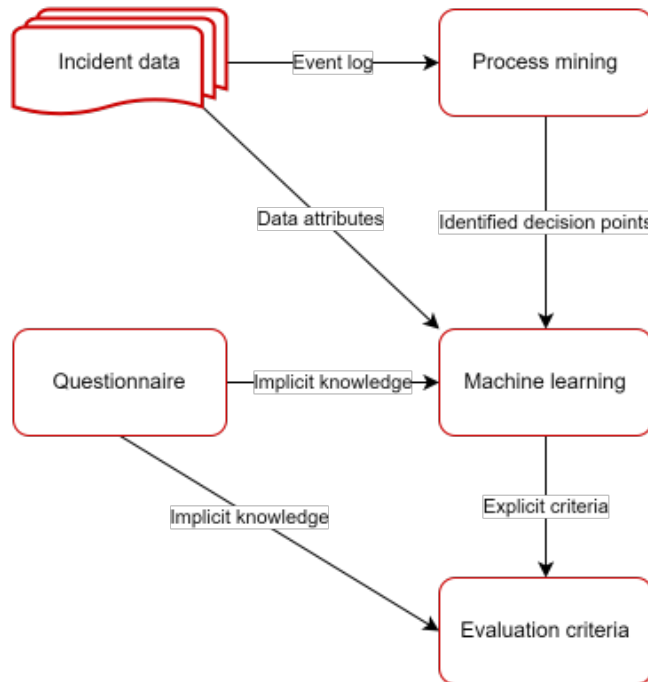 Incident data
Event log
Process mining
Data attributes
Identified decision points
Questionnaire
Implicit knowledge
Machine learning
Implicit knowledge
Explicit criteria
Evaluation criteria